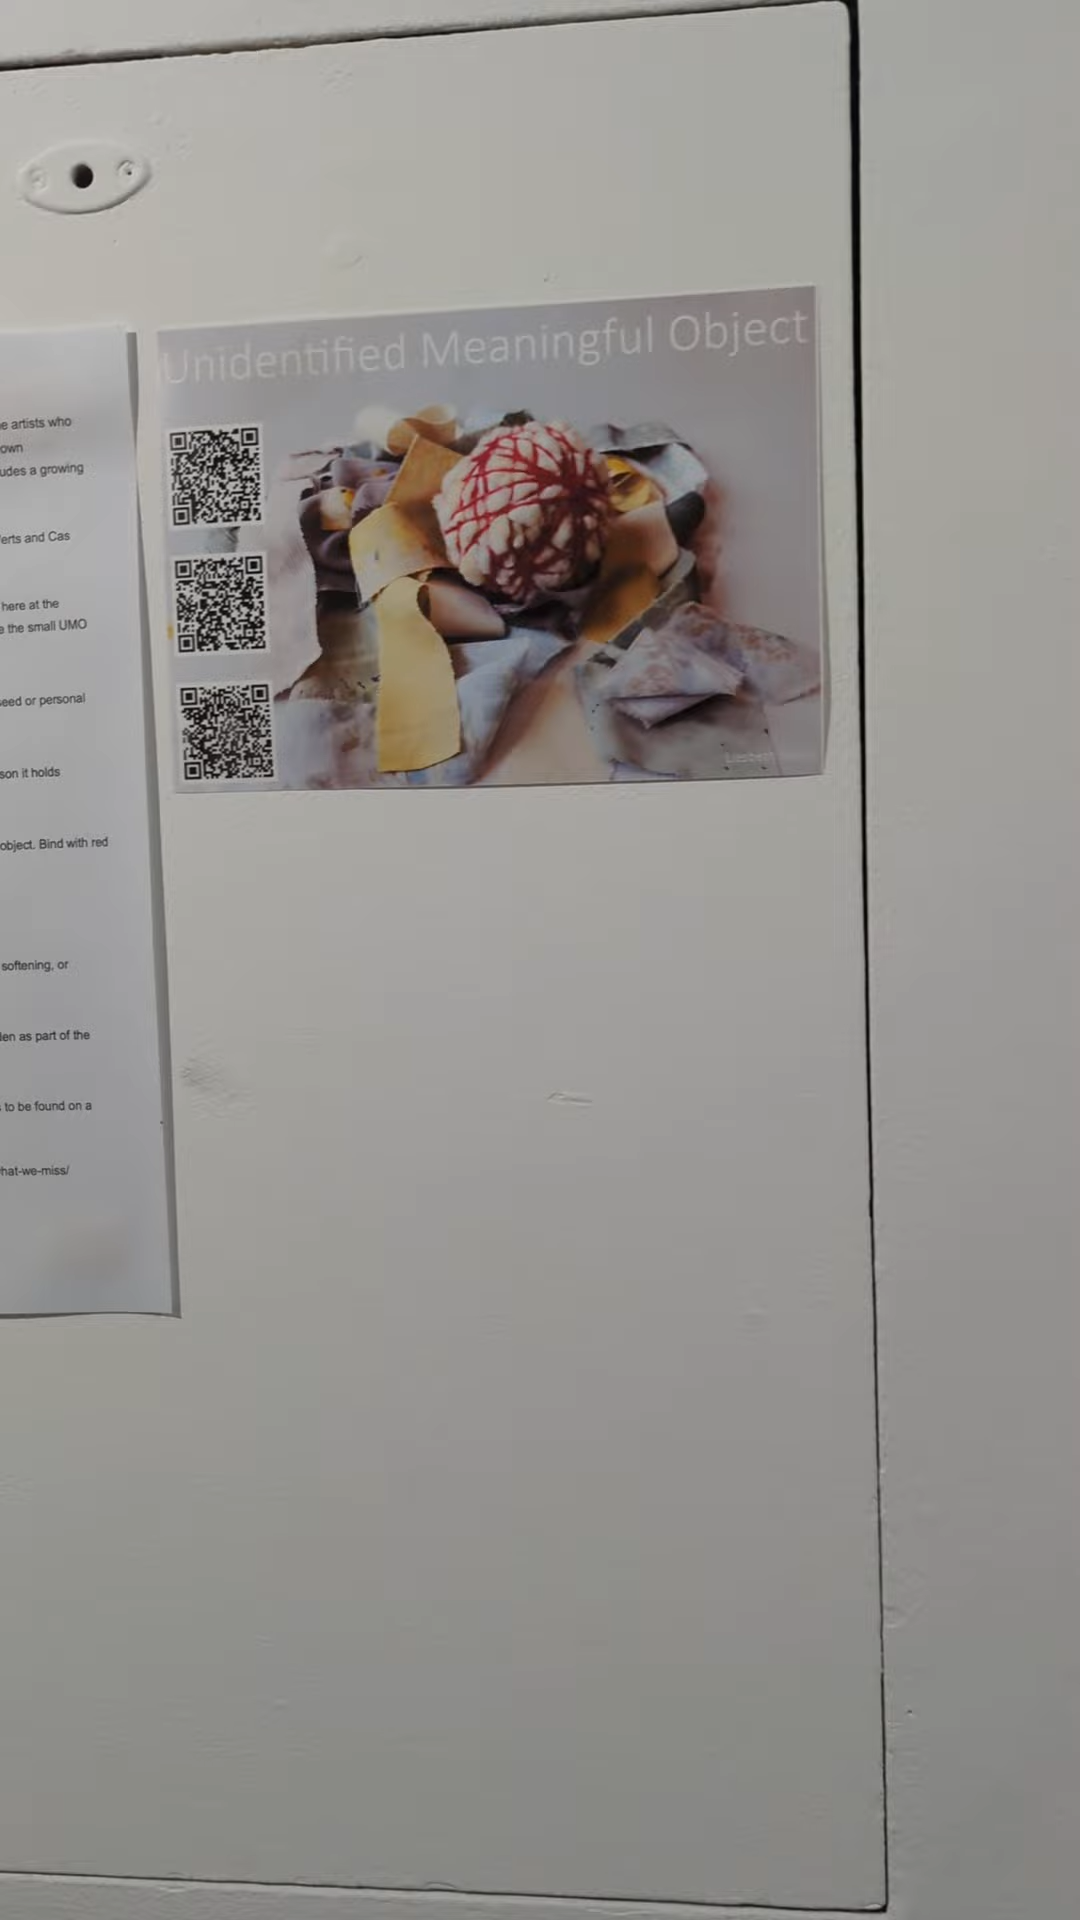 e artists who
own
udes a growing
erts and Cas
here at the
e the small UMO
seed or personal
son it holds
object. Bind with red
softening, or
len as part of the
to be found on a
hat-we-miss/
Unidentified Meaningful Object